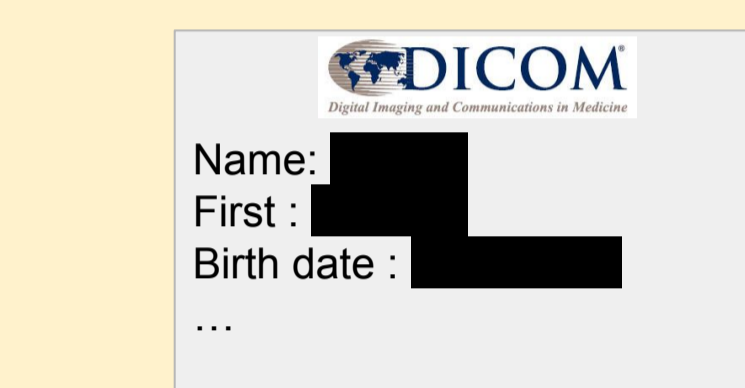 DICOM®
Digital Imaging and Communications in Medicine
Name:
First :
Birth date :
...